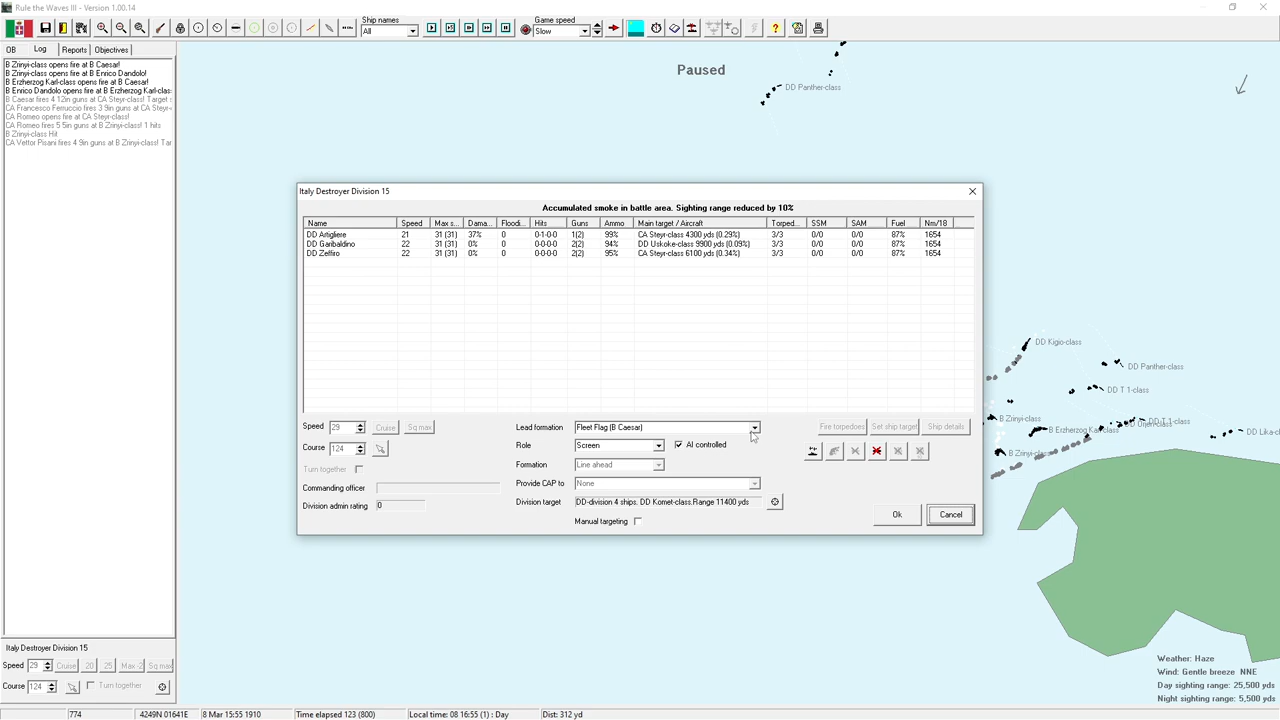 Rule the Waves III - Version 1.00.14
Ship names
All
Game speed
Slow
OB Log Reports Objectives
B Zrinyi-class opens fire at B Caesar!
B Zrinyi-class opens fire at B Enrico Dandolo!
B Erzherzog Karl-class opens fire at B Caesar!
B Enrico Dandolo opens fire at B Erzherzog Karl-class
B Caesar fires 4 12in guns at CA Steyr-class! Target s
CA Francesco Ferruccio fires 3 9in guns at CA Steyr-
CA Romeo opens fire at CA Steyr-class!
CA Romeo fires 5 5in guns at B Zrinyi-class! 1 hits
B Zrinyi-class Hit
CA Vettor Pisani fires 4 9in guns at B Zrinyi-class! Tar
Paused
DD Panther-class
Italy Destroyer Division 15
Accumulated smoke in battle area. Sighting range reduced by 10%
Name Speed Max s... Dama... Floodi... Hits Guns Ammo Main target / Aircraft Torped... SSM SAM Fuel Nm/18
DD Artigliere 21 31 (31) 37% 0 0-1-0-0 1(2) 99% CA Steyr-class 4300 yds (0.29%) 3/3 0/0 0/0 87% 1654
DD Garibaldino 22 31 (31) 0% 0 0-0-0-0 2(2) 94% DD Uskoke-class 9900 yds (0.09%) 3/3 0/0 0/0 87% 1654
DD Zeffiro 22 31 (31) 0% 0 0-0-0-0 2(2) 95% CA Steyr-class 6100 yds (0.34%) 3/3 0/0 0/0 87% 1654
Speed 29 Cruise Sq max
Course 124
Turn together
Commanding officer
Division admin rating 0
Lead formation Fleet Flag (B Caesar)
Role Screen AI controlled
Formation Line ahead
Provide CAP to None
Division target DD-division 4 ships. DD Komet-class.Range 11400 yds
Manual targeting
Fire torpedoes Set ship target Ship details
Ok Cancel
DD Kigio-class
DD Panther-class
DD T 1-class
B Zrinyi-class
B Erzherzog Karl-class
DD T 1-class
DD Lika-c
B Zrinyi-class
Italy Destroyer Division 15
Speed 29 Cruise 20 25 Max -2 Sq max
Course 124 Turn together
Weather: Haze
Wind: Gentle breeze NNE
Day sighting range: 25,500 yds
Night sighting range: 5,500 yds
774 4249N 01641E 8 Mar 15:55 1910 Time elapsed 123 (800) Local time: 08 16:55 (1) : Day Dist: 312 yd